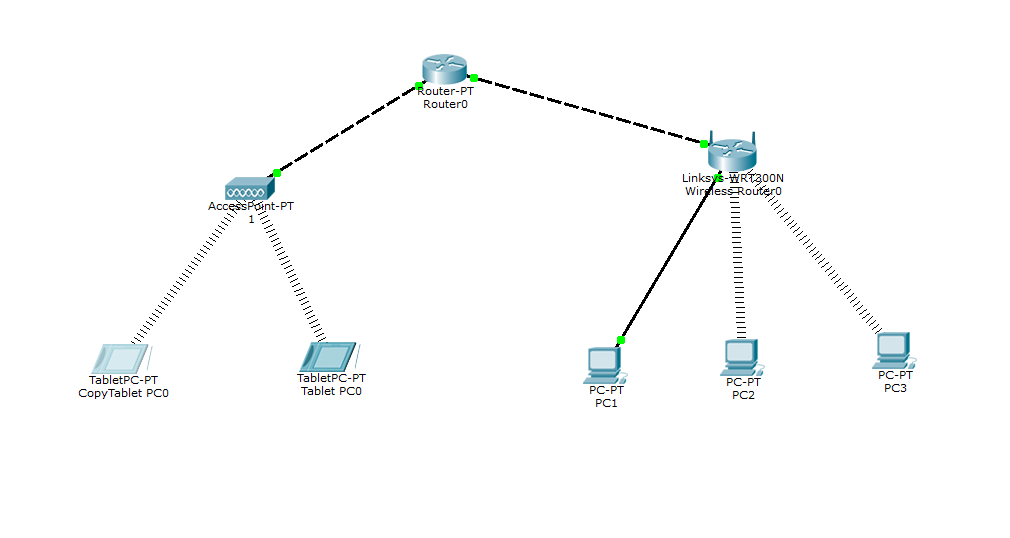 Router-PT
Router0
Linksys-WRT300N
Wireless Router0
AccessPoint-PT
1
TabletPC-PT
CopyTablet PC0
TabletPC-PT
Tablet PC0
PC-PT
PC1
PC-PT
PC2
PC-PT
PC3